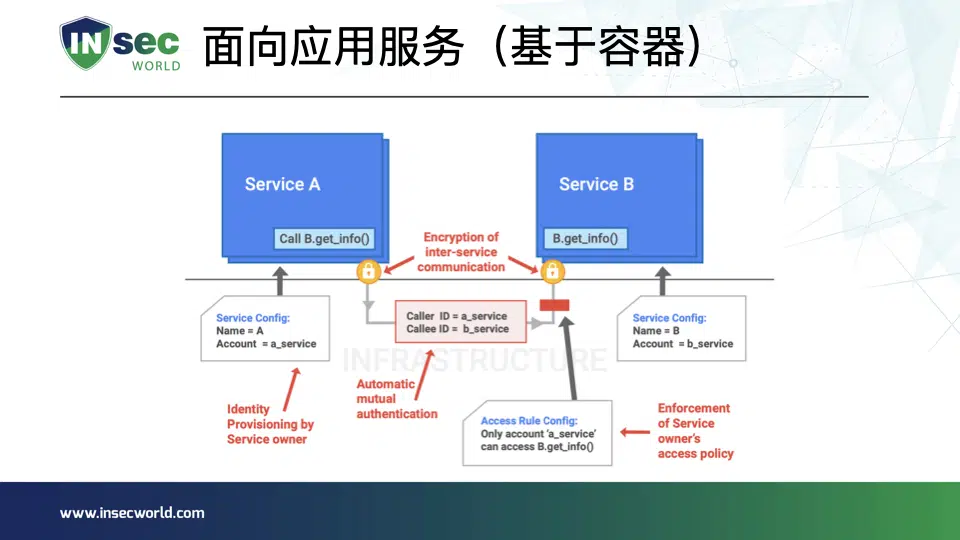 INsec
WORLD
面向应用服务（基于容器）
Service A
Service B
Call B.get_info()
B.get_info()
Encryption of
inter-service
communication
Service Config:
Name = A
Account = a_service
Caller ID = a_service
Callee ID = b_service
Service Config:
Name = B
Account = b_service
INFRASTRUCTURE
Identity
Provisioning by
Service owner
Automatic
mutual
authentication
Access Rule Config:
Only account 'a_service'
can access B.get_info()
Enforcement
of Service
owner's
access policy
www.insecworld.com